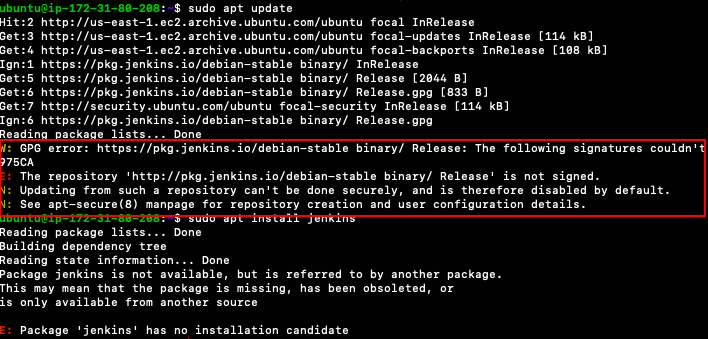 ubuntu@ip-172-31-80-208:~$ sudo apt update
Hit:2 http://us-east-1.ec2.archive.ubuntu.com/ubuntu focal InRelease
Get:3 http://us-east-1.ec2.archive.ubuntu.com/ubuntu focal-updates InRelease [114 kB]
Get:4 http://us-east-1.ec2.archive.ubuntu.com/ubuntu focal-backports InRelease [108 kB]
Ign:1 https://pkg.jenkins.io/debian-stable binary/ InRelease
Get:5 https://pkg.jenkins.io/debian-stable binary/ Release [2044 B]
Get:6 https://pkg.jenkins.io/debian-stable binary/ Release.gpg [833 B]
Get:7 http://security.ubuntu.com/ubuntu focal-security InRelease [114 kB]
Ign:6 https://pkg.jenkins.io/debian-stable binary/ Release.gpg
Reading package lists... Done
W: GPG error: https://pkg.jenkins.io/debian-stable binary/ Release: The following signatures couldn't
975CA
E: The repository 'http://pkg.jenkins.io/debian-stable binary/ Release' is not signed.
N: Updating from such a repository can't be done securely, and is therefore disabled by default.
N: See apt-secure(8) manpage for repository creation and user configuration details.
ubuntu@ip-172-31-80-208:~$ sudo apt install jenkins
Reading package lists... Done
Building dependency tree
Reading state information... Done
Package jenkins is not available, but is referred to by another package.
This may mean that the package is missing, has been obsoleted, or
is only available from another source
E: Package 'jenkins' has no installation candidate